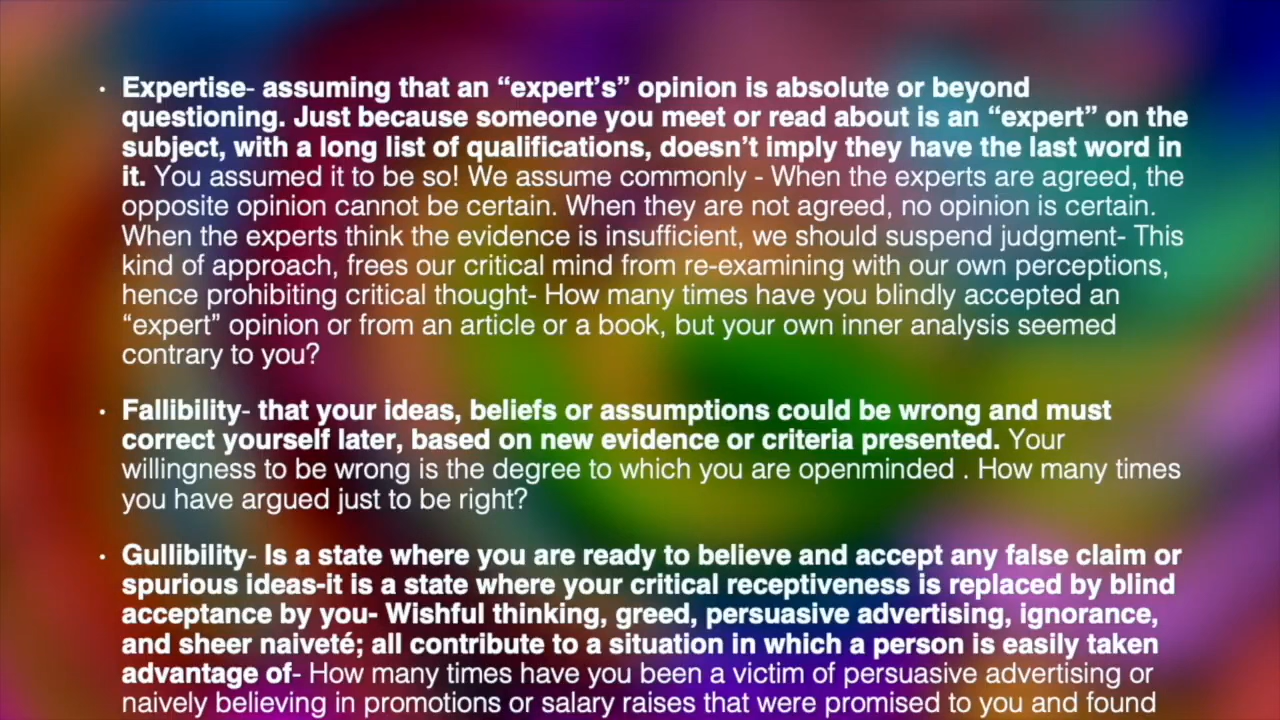 • Expertise- assuming that an “expert’s” opinion is absolute or beyond
questioning. Just because someone you meet or read about is an “expert” on the
subject, with a long list of qualifications, doesn’t imply they have the last word in
it. You assumed it to be so! We assume commonly - When the experts are agreed, the
opposite opinion cannot be certain. When they are not agreed, no opinion is certain.
When the experts think the evidence is insufficient, we should suspend judgment- This
kind of approach, frees our critical mind from re-examining with our own perceptions,
hence prohibiting critical thought- How many times have you blindly accepted an
“expert” opinion or from an article or a book, but your own inner analysis seemed
contrary to you?
• Fallibility- that your ideas, beliefs or assumptions could be wrong and must
correct yourself later, based on new evidence or criteria presented. Your
willingness to be wrong is the degree to which you are openminded . How many times
you have argued just to be right?
• Gullibility- Is a state where you are ready to believe and accept any false claim or
spurious ideas-it is a state where your critical receptiveness is replaced by blind
acceptance by you- Wishful thinking, greed, persuasive advertising, ignorance,
and sheer naiveté; all contribute to a situation in which a person is easily taken
advantage of- How many times have you been a victim of persuasive advertising or
naively believing in promotions or salary raises that were promised to you and found